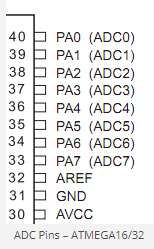 40 PA0 (ADC0)
39 PA1 (ADC1)
38 PA2 (ADC2)
37 PA3 (ADC3)
36 PA4 (ADC4)
35 PA5 (ADC5)
34 PA6 (ADC6)
33 PA7 (ADC7)
32 AREF
31 GND
30 AVCC
ADC Pins – ATMEGA16/32